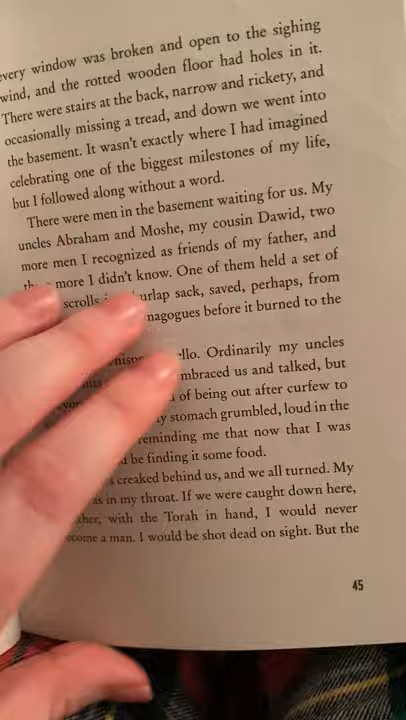 every window was broken and open to the sighing
wind, and the rotted wooden floor had holes in it.
There were stairs at the back, narrow and rickety, and
occasionally missing a tread, and down we went into
the basement. It wasn't exactly where I had imagined
celebrating one of the biggest milestones of my life,
but I followed along without a word.
There were men in the basement waiting for us. My
uncles Abraham and Moshe, my cousin Dawid, two
more men I recognized as friends of my father, and
more I didn't know. One of them held a set of
scrolls urlap sack, saved, perhaps, from
nagogues before it burned to the
ello. Ordinarily my uncles
mbraced us and talked, but
of being out after curfew to
y stomach grumbled, loud in the
reminding me that now that I was
be finding it some food.
creaked behind us, and we all turned. My
as in my throat. If we were caught down here,
ther, with the Torah in hand, I would never
ecome a man. I would be shot dead on sight. But the
45